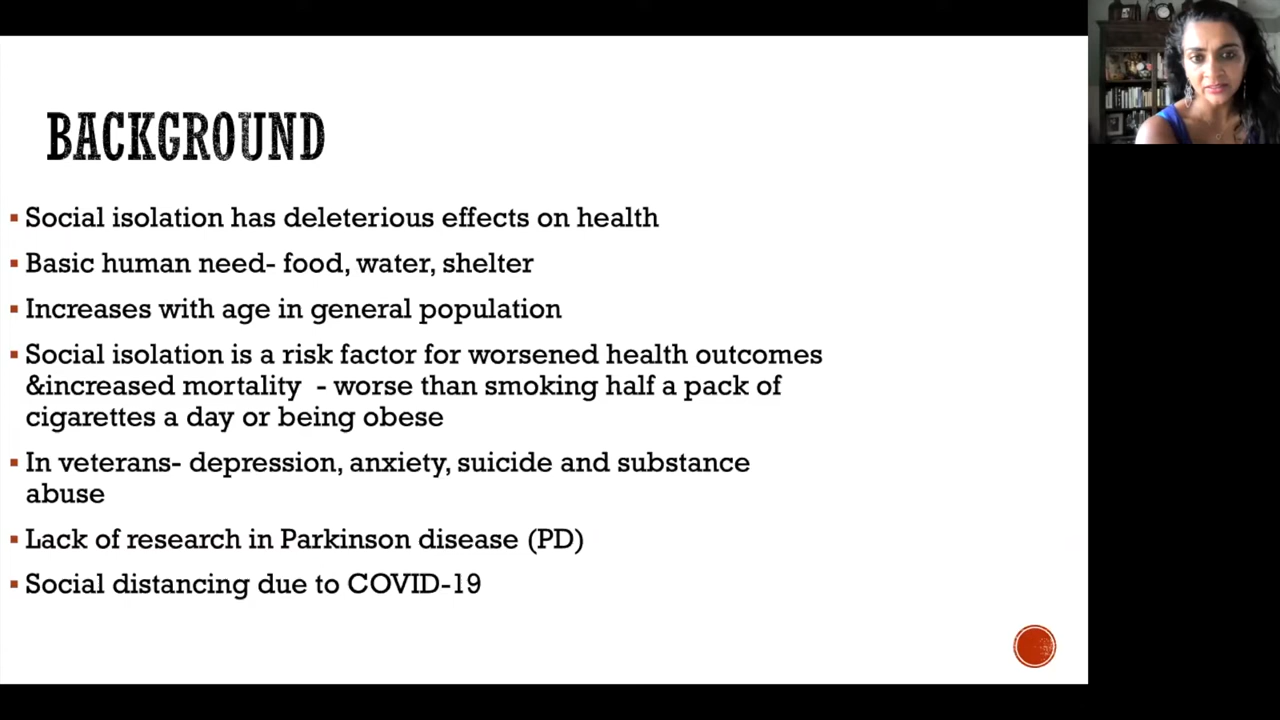 BACKGROUND
Social isolation has deleterious effects on health
Basic human need- food, water, shelter
Increases with age in general population
Social isolation is a risk factor for worsened health outcomes
&increased mortality - worse than smoking half a pack of
cigarettes a day or being obese
In veterans- depression, anxiety, suicide and substance
abuse
Lack of research in Parkinson disease (PD)
Social distancing due to COVID-19